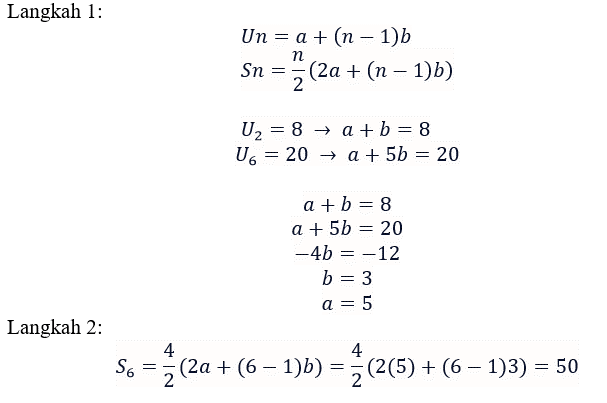 Langkah 1:
Un = a + (n − 1)b
Sn = n/2 (2a + (n − 1)b)
U₂ = 8 → a + b = 8
U₆ = 20 → a + 5b = 20
a + b = 8
a + 5b = 20
−4b = −12
b = 3
a = 5
Langkah 2:
S₆ = 4/2 (2a + (6 − 1)b) = 4/2 (2(5) + (6 − 1)3) = 50